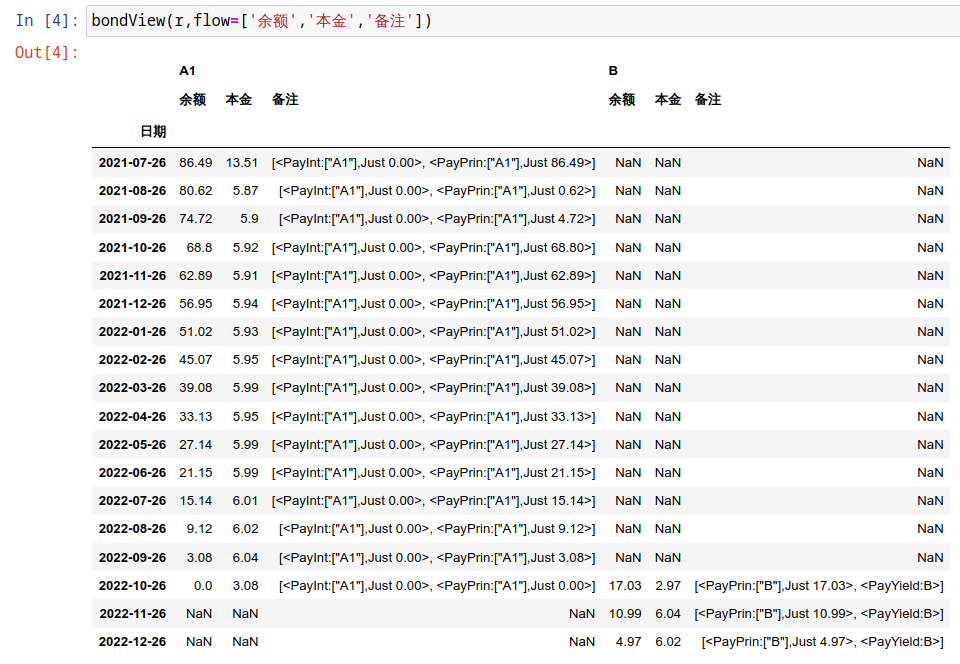 In [4]: bondView(r,flow=['余额','本金','备注'])
Out[4]:
A1 B
余额 本金 备注 余额 本金 备注
日期
2021-07-26 86.49 13.51 [<PayInt:["A1"],Just 0.00>, <PayPrin:["A1"],Just 86.49>] NaN NaN NaN
2021-08-26 80.62 5.87 [<PayInt:["A1"],Just 0.00>, <PayPrin:["A1"],Just 0.62>] NaN NaN NaN
2021-09-26 74.72 5.9 [<PayInt:["A1"],Just 0.00>, <PayPrin:["A1"],Just 4.72>] NaN NaN NaN
2021-10-26 68.8 5.92 [<PayInt:["A1"],Just 0.00>, <PayPrin:["A1"],Just 68.80>] NaN NaN NaN
2021-11-26 62.89 5.91 [<PayInt:["A1"],Just 0.00>, <PayPrin:["A1"],Just 62.89>] NaN NaN NaN
2021-12-26 56.95 5.94 [<PayInt:["A1"],Just 0.00>, <PayPrin:["A1"],Just 56.95>] NaN NaN NaN
2022-01-26 51.02 5.93 [<PayInt:["A1"],Just 0.00>, <PayPrin:["A1"],Just 51.02>] NaN NaN NaN
2022-02-26 45.07 5.95 [<PayInt:["A1"],Just 0.00>, <PayPrin:["A1"],Just 45.07>] NaN NaN NaN
2022-03-26 39.08 5.99 [<PayInt:["A1"],Just 0.00>, <PayPrin:["A1"],Just 39.08>] NaN NaN NaN
2022-04-26 33.13 5.95 [<PayInt:["A1"],Just 0.00>, <PayPrin:["A1"],Just 33.13>] NaN NaN NaN
2022-05-26 27.14 5.99 [<PayInt:["A1"],Just 0.00>, <PayPrin:["A1"],Just 27.14>] NaN NaN NaN
2022-06-26 21.15 5.99 [<PayInt:["A1"],Just 0.00>, <PayPrin:["A1"],Just 21.15>] NaN NaN NaN
2022-07-26 15.14 6.01 [<PayInt:["A1"],Just 0.00>, <PayPrin:["A1"],Just 15.14>] NaN NaN NaN
2022-08-26 9.12 6.02 [<PayInt:["A1"],Just 0.00>, <PayPrin:["A1"],Just 9.12>] NaN NaN NaN
2022-09-26 3.08 6.04 [<PayInt:["A1"],Just 0.00>, <PayPrin:["A1"],Just 3.08>] NaN NaN NaN
2022-10-26 0.0 3.08 [<PayInt:["A1"],Just 0.00>, <PayPrin:["A1"],Just 0.00>] 17.03 2.97 [<PayPrin:["B"],Just 17.03>, <PayYield:B>]
2022-11-26 NaN NaN NaN 10.99 6.04 [<PayPrin:["B"],Just 10.99>, <PayYield:B>]
2022-12-26 NaN NaN NaN 4.97 6.02 [<PayPrin:["B"],Just 4.97>, <PayYield:B>]